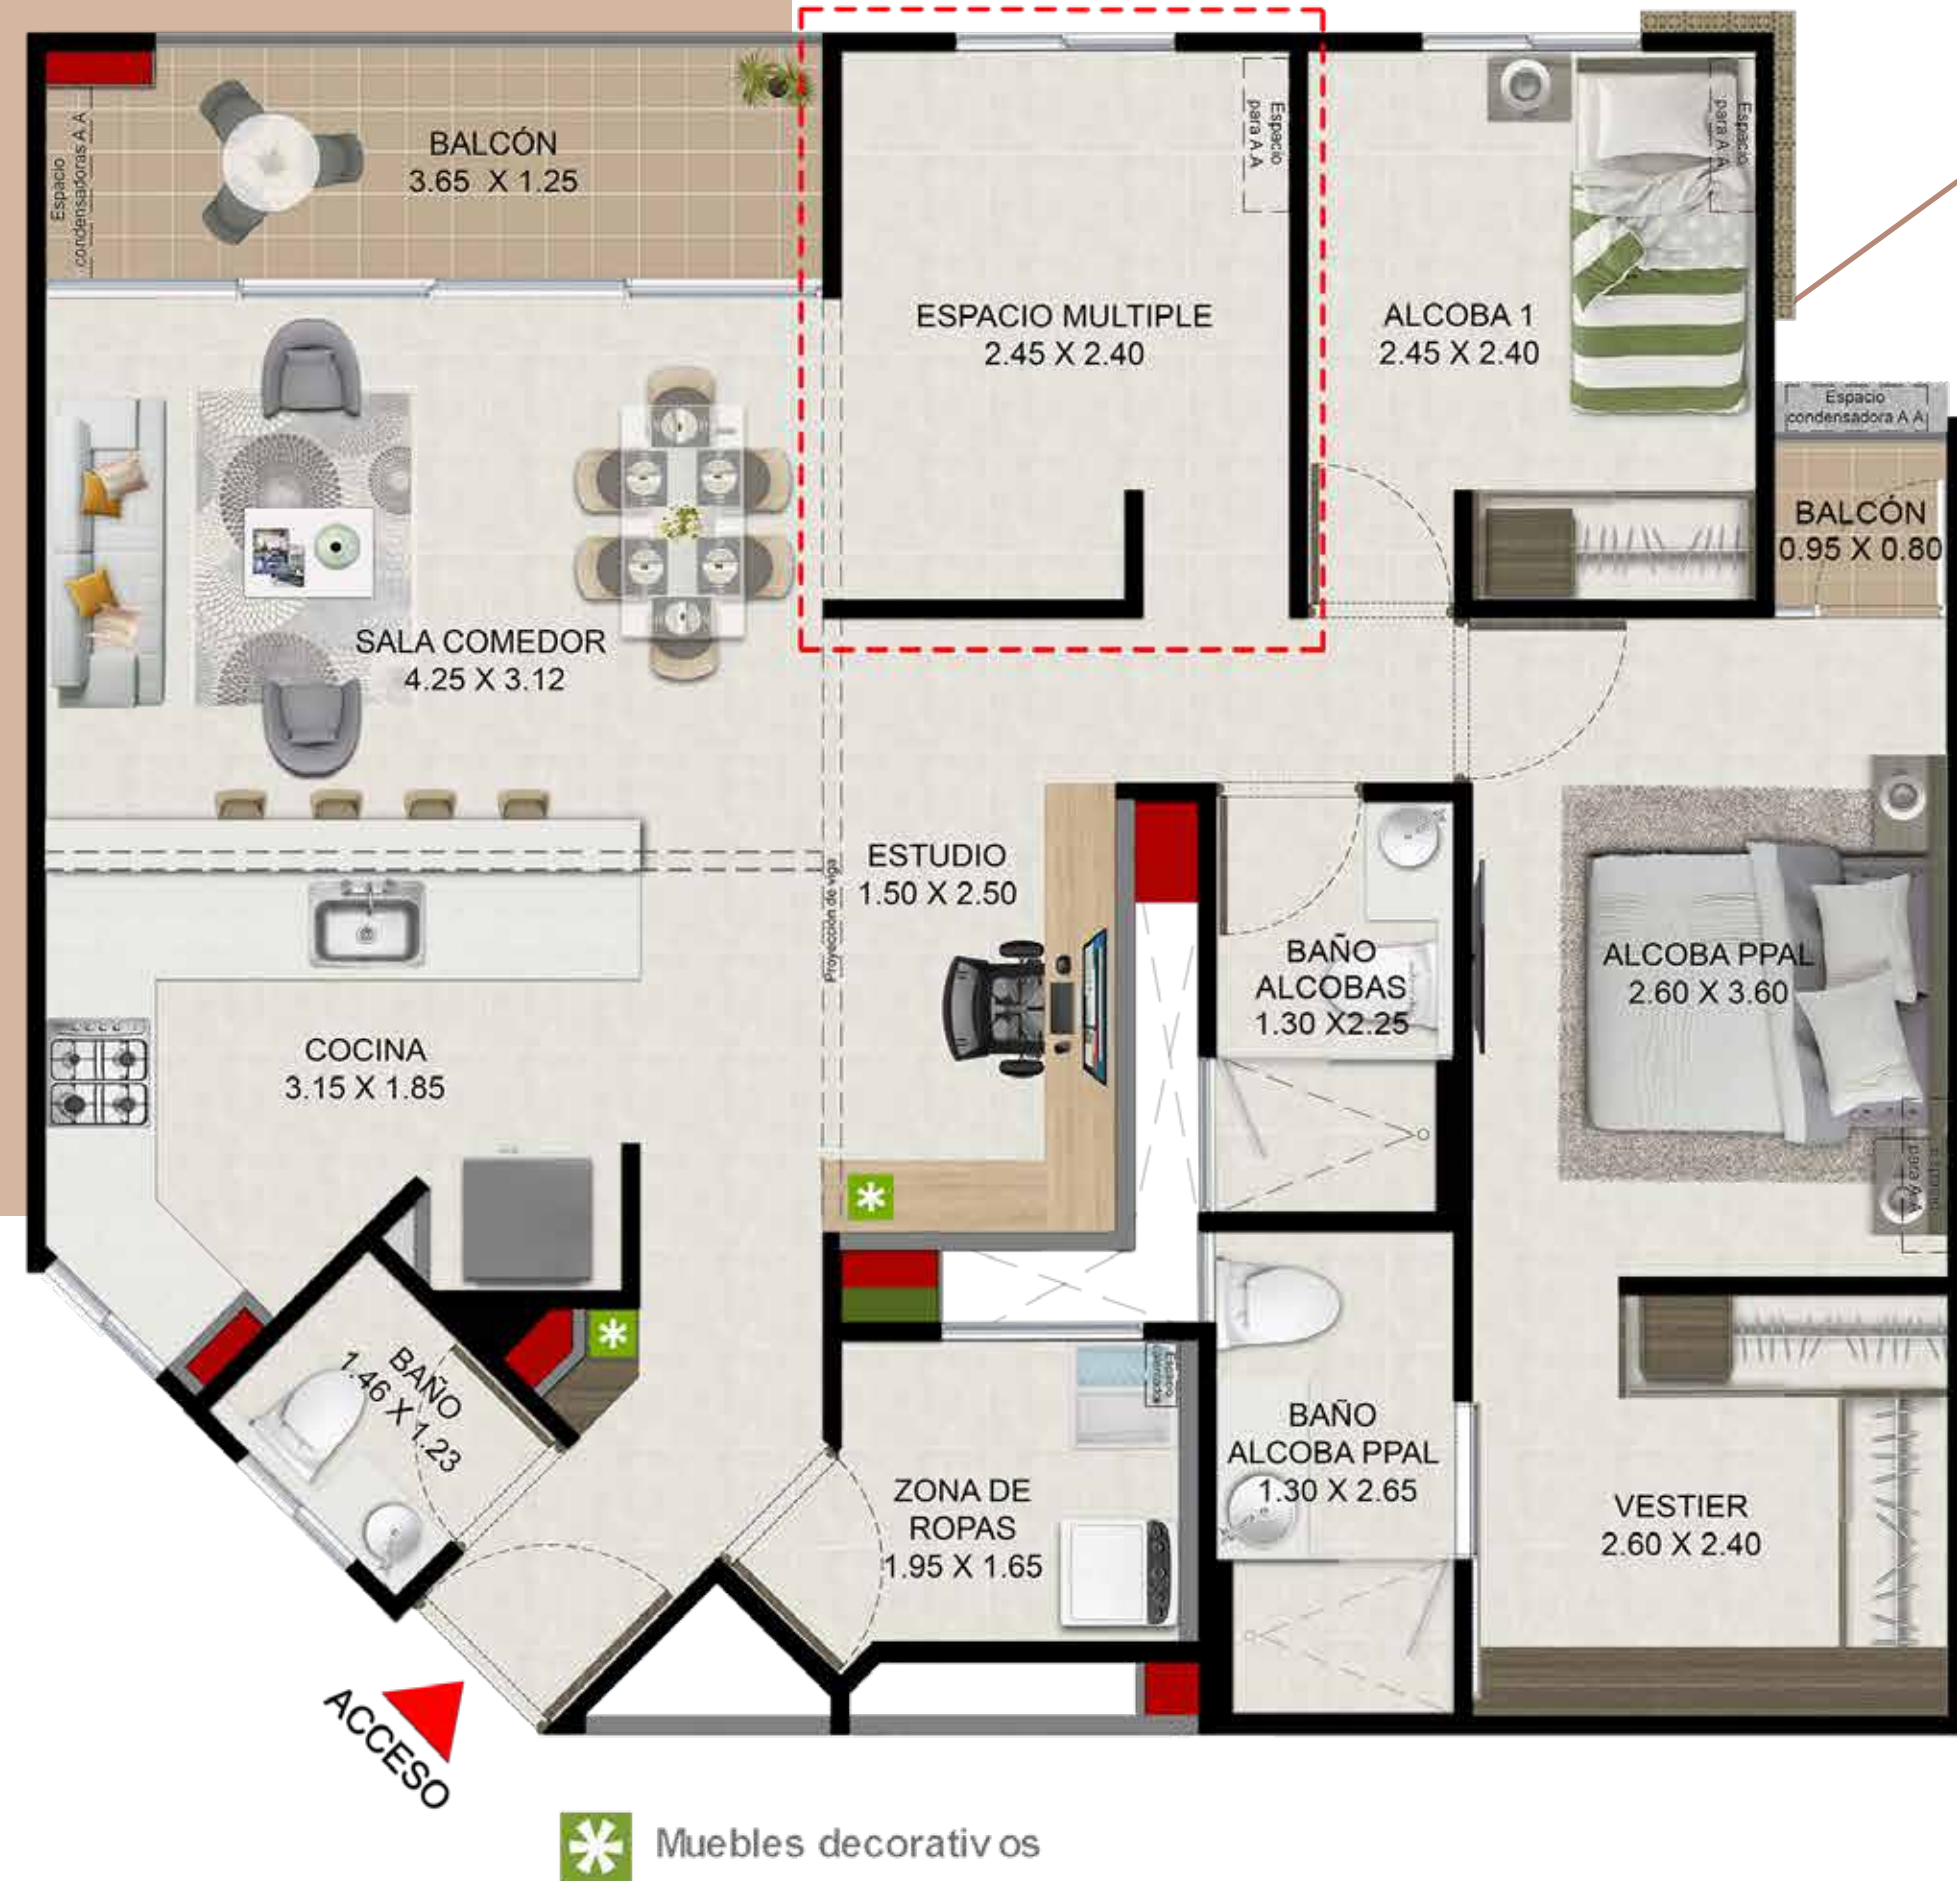 BALCÓN
3.65 X 1.25
Espacio
condensadoras A A
ESPACIO MULTIPLE
2.45 X 2.40
Espacio
para A.A
ALCOBA 1
2.45 X 2.40
Espacio
para A A
Espacio
condensadora A A
BALCÓN
0.95 X 0.80
SALA COMEDOR
4.25 X 3.12
ESTUDIO
1.50 X 2.50
Proyección de viga
BAÑO
ALCOBAS
1.30 X2.25
ALCOBA PPAL
2.60 X 3.60
COCINA
3.15 X 1.85
BAÑO
1.46 X 1.23
ZONA DE
ROPAS
1.95 X 1.65
Espacio
BAÑO
ALCOBA PPAL
1.30 X 2.65
VESTIER
2.60 X 2.40
ACCESO
Muebles decorativos